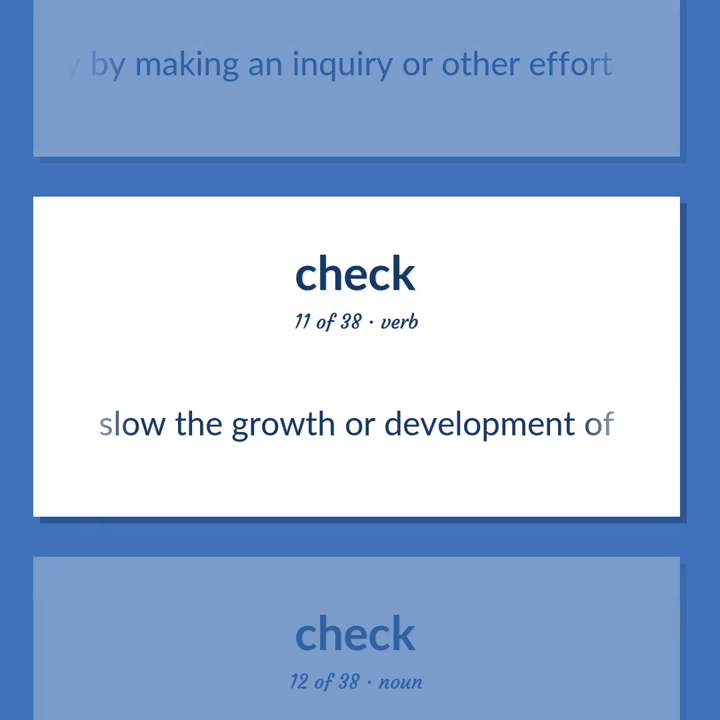 by making an inquiry or other effort
check
11 of 38 · verb
slow the growth or development of
check
12 of 38 · noun